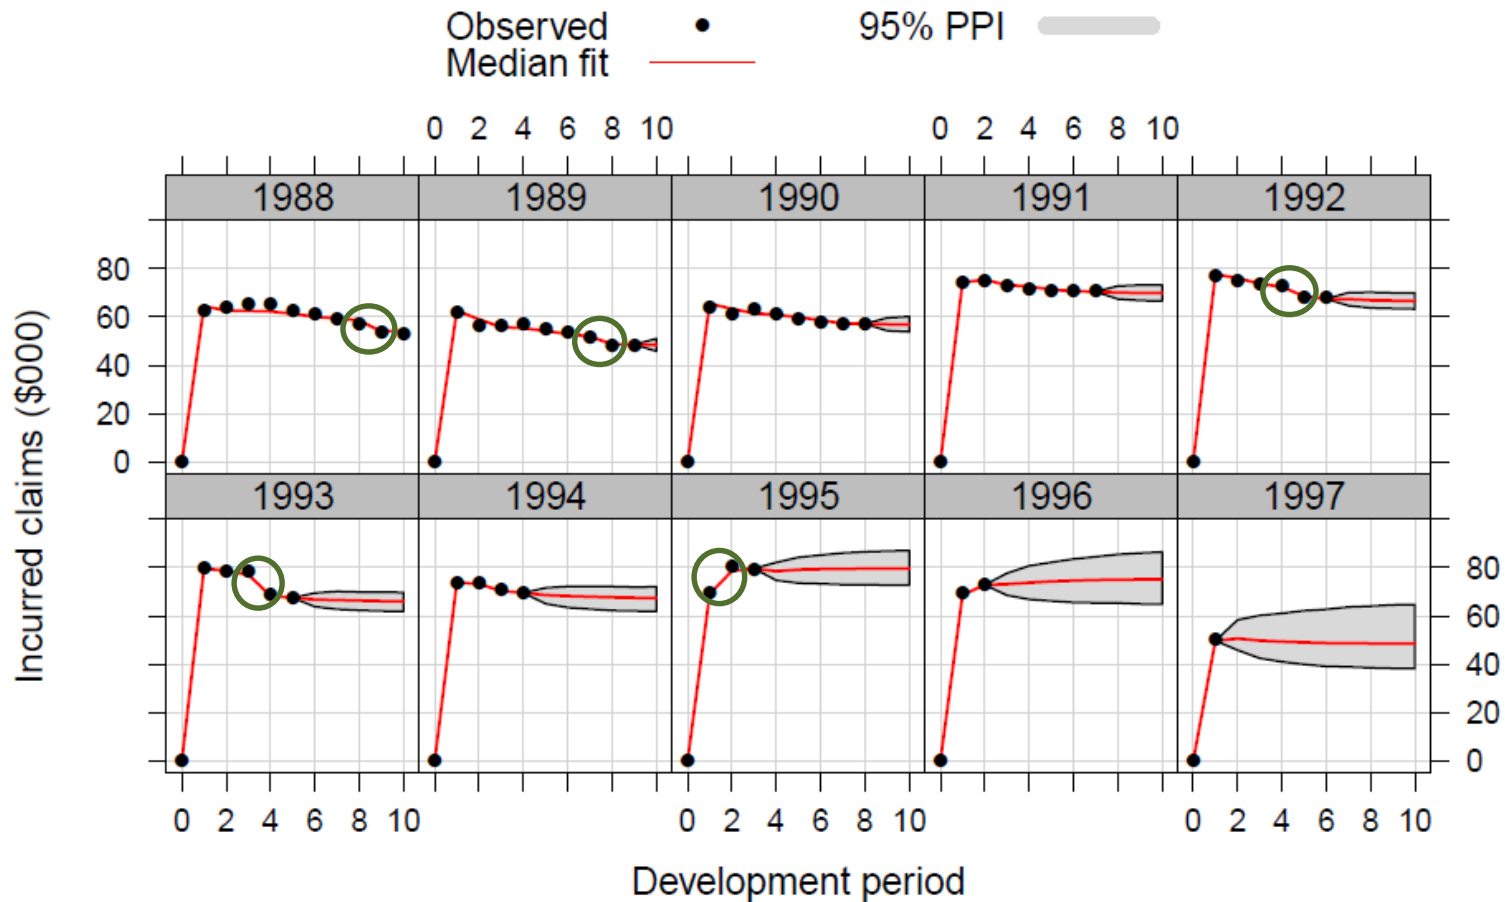 Observed 95% PPI
Median fit
0 2 4 6 8 10 0 2 4 6 8 10
1988 1989 1990 1991 1992
80
60
40
20
0
1993 1994 1995 1996 1997
80
60
40
20
0
0 2 4 6 8 10 0 2 4 6 8 10 0 2 4 6 8 10
Incurred claims ($000)
Development period